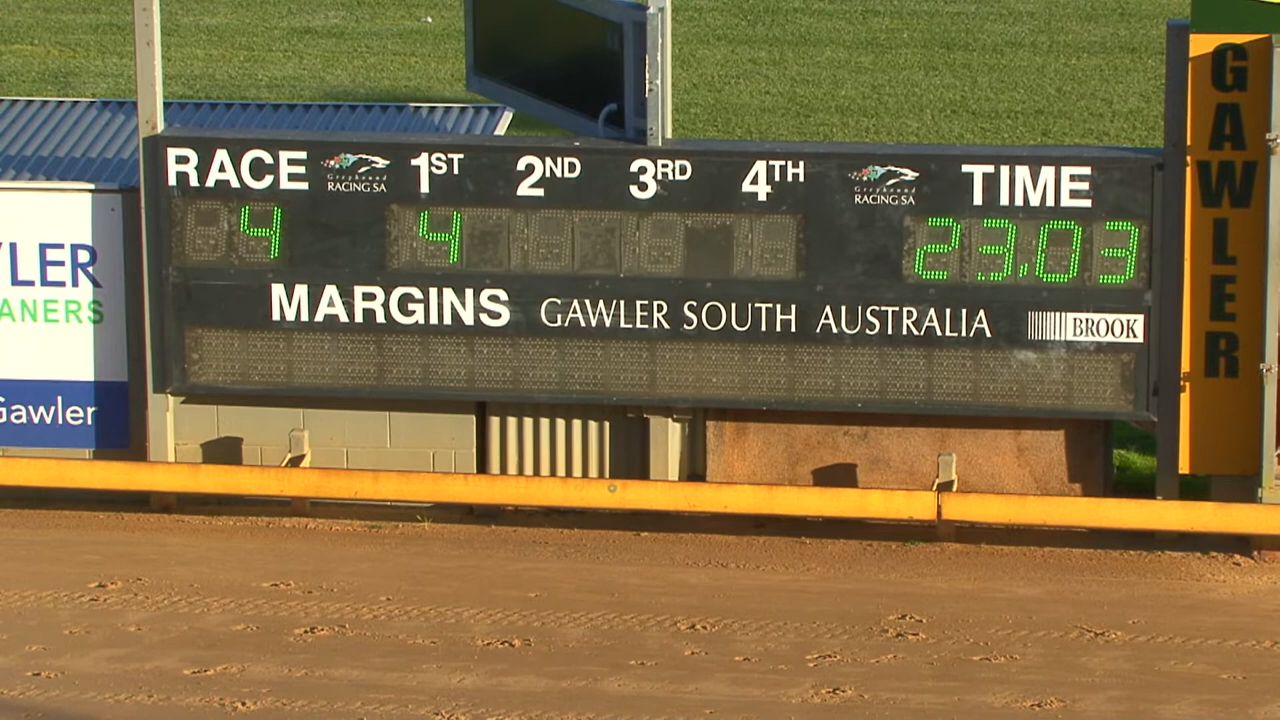 RACE Greyhound RACING SA 1ST 2ND 3RD 4TH Greyhound RACING SA TIME
4 4 23.03
MARGINS GAWLER SOUTH AUSTRALIA BROOK
LER
ANERS
Gawler
GAWLER